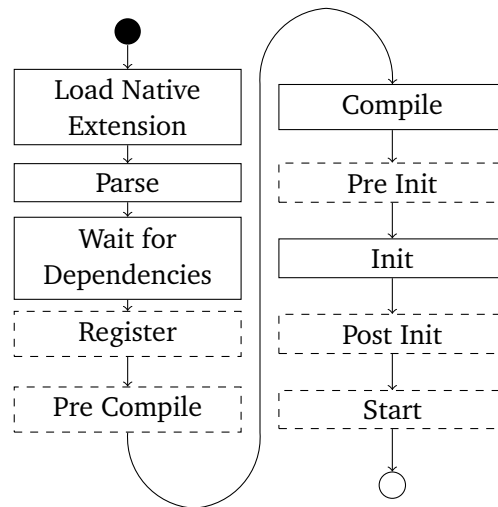 Load Native
Extension
Parse
Wait for
Dependencies
Register
Pre Compile
Compile
Pre Init
Init
Post Init
Start